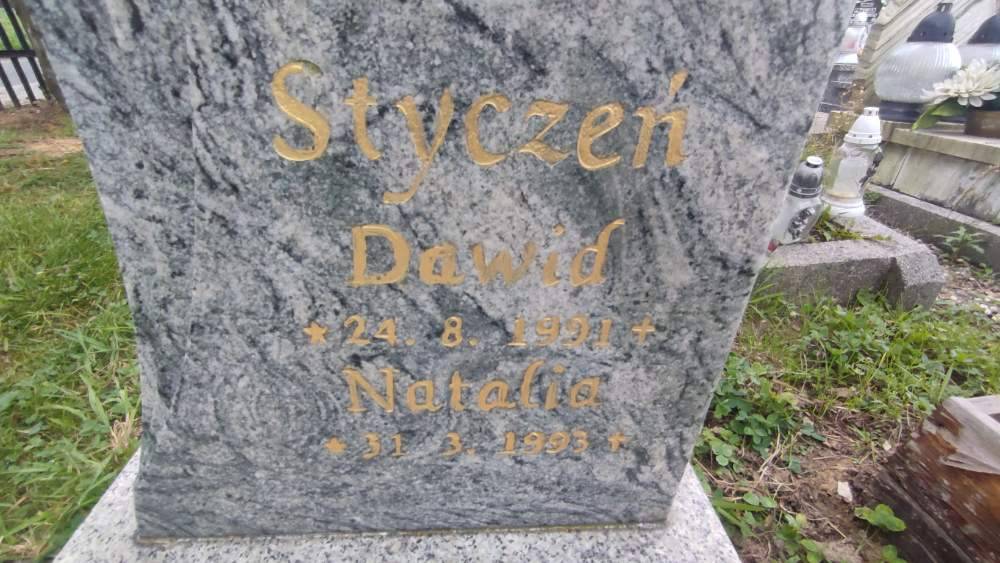 Styczeń
Dawid
* 24. 8. 1991 +
Natalia
* 31 3. 1993 +